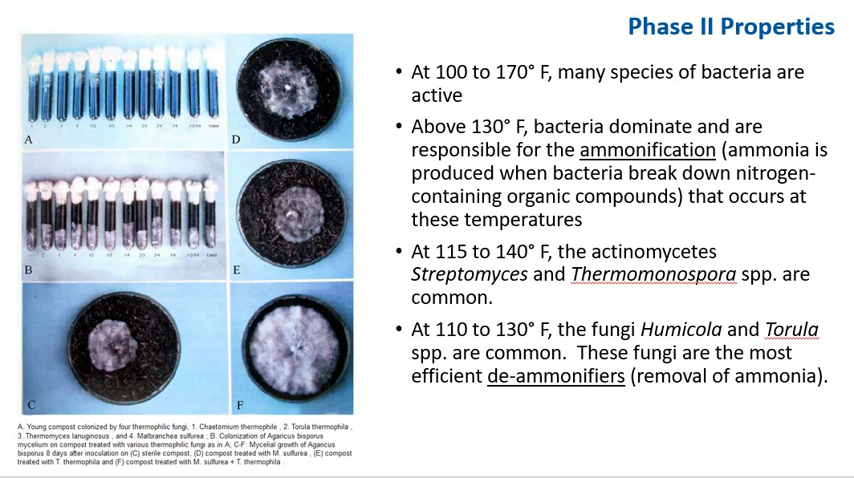 Phase II Properties
• At 100 to 170° F, many species of bacteria are
active
• Above 130° F, bacteria dominate and are
responsible for the ammonification (ammonia is
produced when bacteria break down nitrogen-
containing organic compounds) that occurs at
these temperatures
• At 115 to 140° F, the actinomycetes
Streptomyces and Thermomonospora spp. are
common.
• At 110 to 130° F, the fungi Humicola and Torula
spp. are common.  These fungi are the most
efficient de-ammonifiers (removal of ammonia).
A
D
B
E
C
F
A. Young compost colonized by four thermophilic fungi, 1. Chaetomium thermophile , 2. Torula thermophila ,
3. Thermomyces lanuginosus , and 4. Malbranchea sulfurea ; B. Colonization of Agaricus bisporus
mycelium on compost treated with various thermophilic fungi as in A; C-F: Mycelial growth of Agaricus
bisporus 8 days after inoculation on (C) sterile compost, (D) compost treated with M. sulfurea , (E) compost
treated with T. thermophila and (F) compost treated with M. sulfurea + T. thermophila .